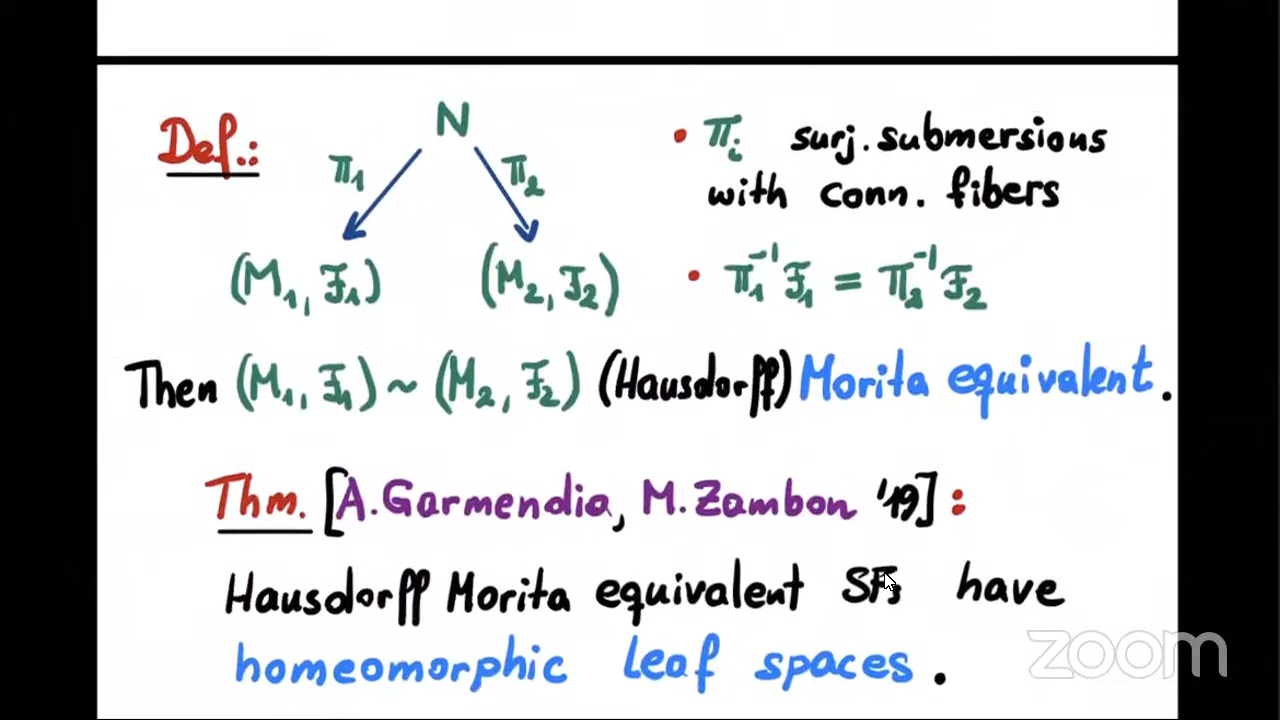 Def.:
N
π₁ π₂
(M₁, ℱ₁) (M₂, ℱ₂)
• πᵢ surj. submersions
with conn. fibers
• π₁⁻¹ ℱ₁ = π₂⁻¹ ℱ₂
Then (M₁, ℱ₁) ~ (M₂, ℱ₂) (Hausdorff) Morita equivalent.
Thm. [A. Garmendia, M. Zambon '19]:
Hausdorff Morita equivalent SFs have
homeomorphic leaf spaces.
zoom